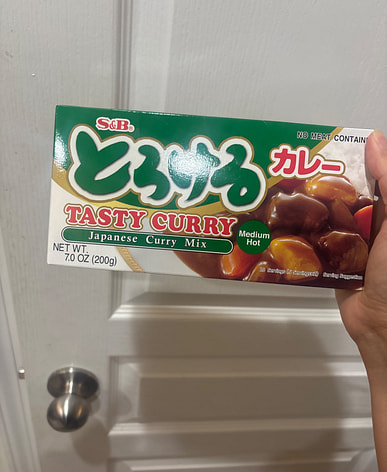 S&B®
NO MEAT CONTAIN
とろける
カレー
TASTY CURRY
Japanese Curry Mix
Medium
Hot
NET WT.
7.0 OZ (200g)
Serving Suggestion